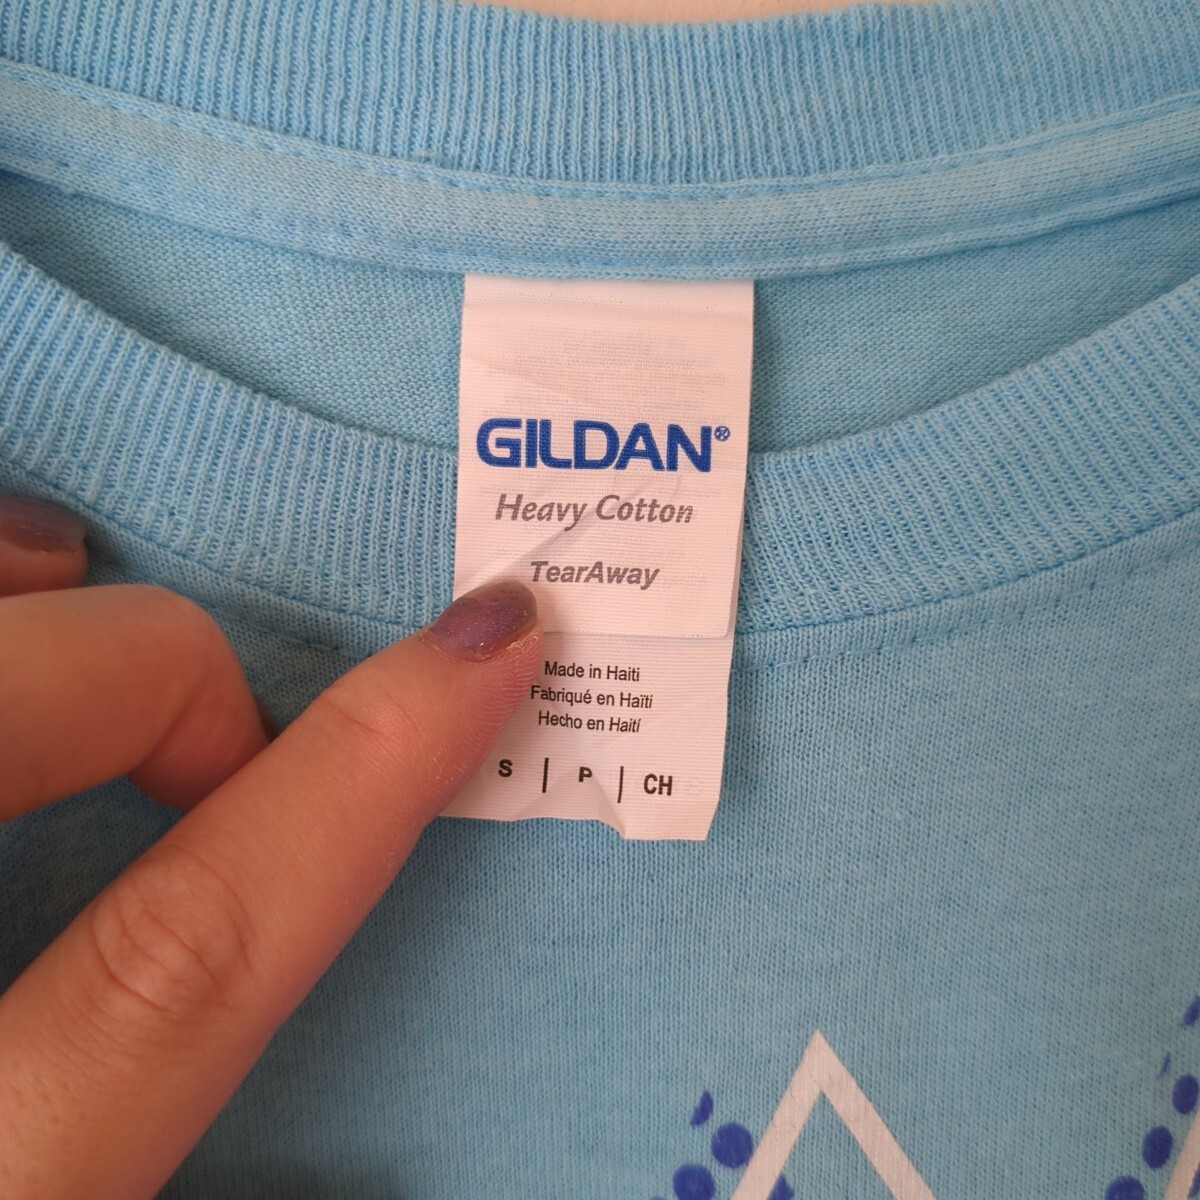 GILDAN®
Heavy Cotton
TearAway
Made in Haiti
Fabriqué en Haïti
Hecho en Haití
S | P | CH